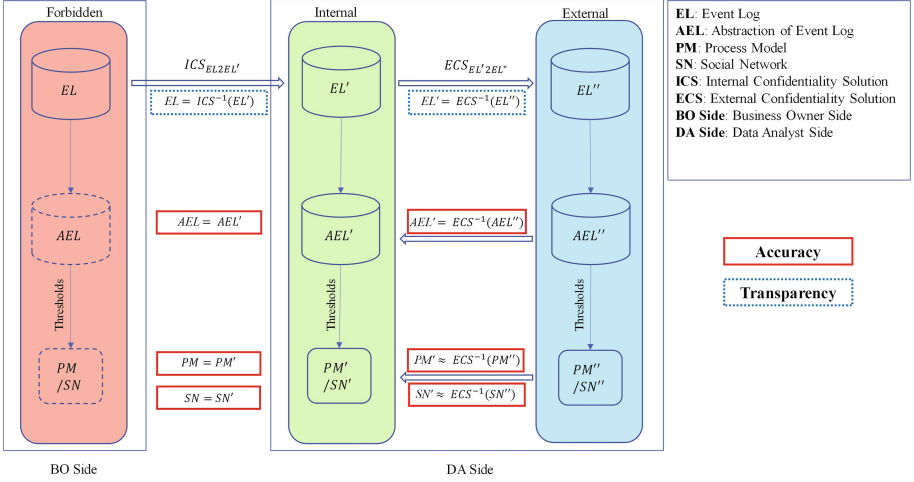 Forbidden
Internal
External
EL: Event Log
AEL: Abstraction of Event Log
PM: Process Model
SN: Social Network
ICS: Internal Confidentiality Solution
ECS: External Confidentiality Solution
BO Side: Business Owner Side
DA Side: Data Analyst Side
EL
ICS_{EL2EL′}
EL = ICS⁻¹(EL′)
EL′
ECS_{EL′2EL"}
EL′ = ECS⁻¹(EL′′)
EL′′
AEL
AEL = AEL′
AEL′
AEL′ = ECS⁻¹(AEL′′)
AEL′′
Accuracy
Transparency
Thresholds
Thresholds
Thresholds
PM
/SN
PM = PM′
SN = SN′
PM′
/SN′
PM′ ≈ ECS⁻¹(PM′′)
SN′ ≈ ECS⁻¹(SN′′)
PM′′
/SN′′
BO Side
DA Side